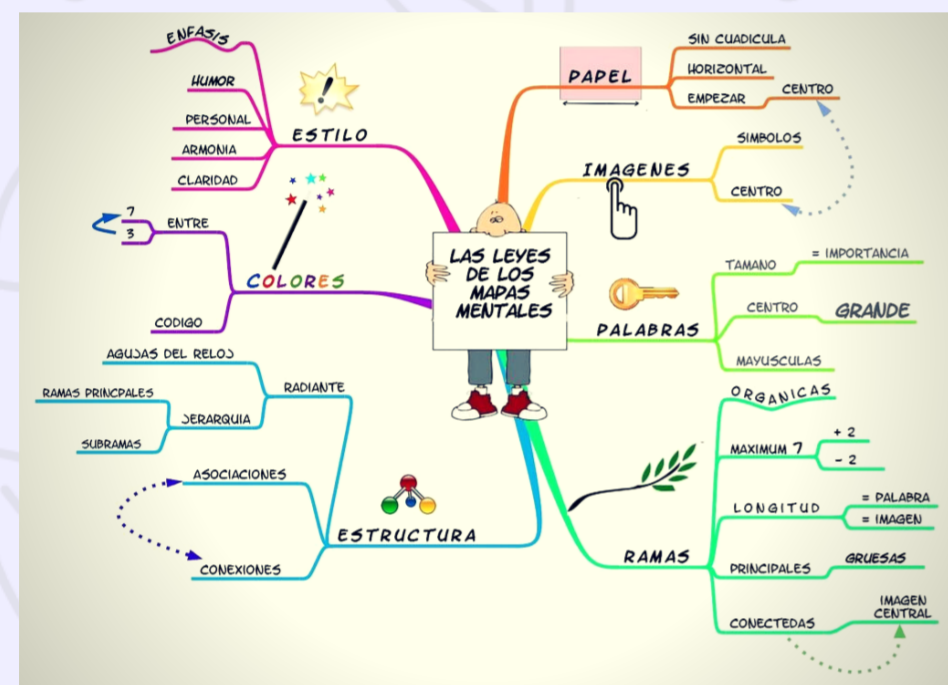 LAS LEYES
DE LOS
MAPAS
MENTALES
PAPEL
SIN CUADICULA
HORIZONTAL
EMPEZAR
CENTRO
IMAGENES
SIMBOLOS
CENTRO
PALABRAS
TAMANO
= IMPORTANCIA
CENTRO
GRANDE
MAYUSCULAS
RAMAS
ORGANICAS
MAXIMUM 7
+ 2
- 2
LONGITUD
= PALABRA
= IMAGEN
PRINCIPALES
GRUESAS
CONECTEDAS
IMAGEN
CENTRAL
ESTRUCTURA
RADIANTE
AGUJAS DEL RELOJ
JERARQUIA
RAMAS PRINCPALES
SUBRAMAS
ASOCIACIONES
CONEXIONES
COLORES
ENTRE
7
3
CODIGO
ESTILO
ENFASIS
HUMOR
PERSONAL
ARMONIA
CLARIDAD